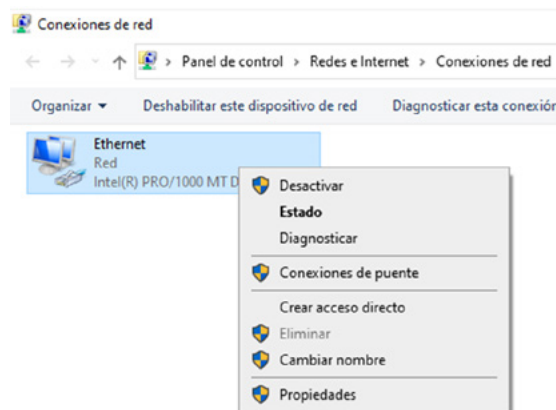 Conexiones de red
Panel de control > Redes e Internet > Conexiones de red
Organizar Deshabilitar este dispositivo de red Diagnosticar esta conexión
Ethernet
Red
Intel(R) PRO/1000 MT D
Desactivar
Estado
Diagnosticar
Conexiones de puente
Crear acceso directo
Eliminar
Cambiar nombre
Propiedades